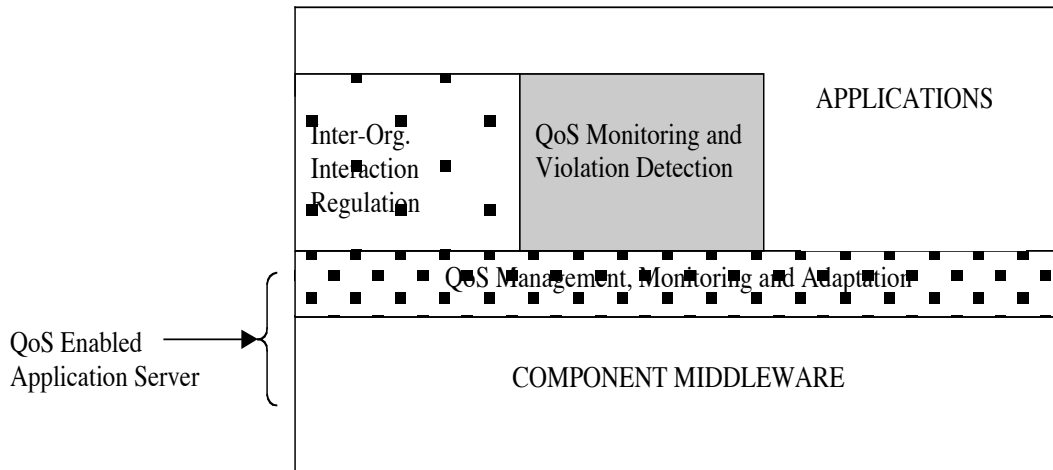 APPLICATIONS
Inter-Org.
Interaction
Regulation
QoS Monitoring and
Violation Detection
QoS Management, Monitoring and Adaptation
QoS Enabled
Application Server
COMPONENT MIDDLEWARE